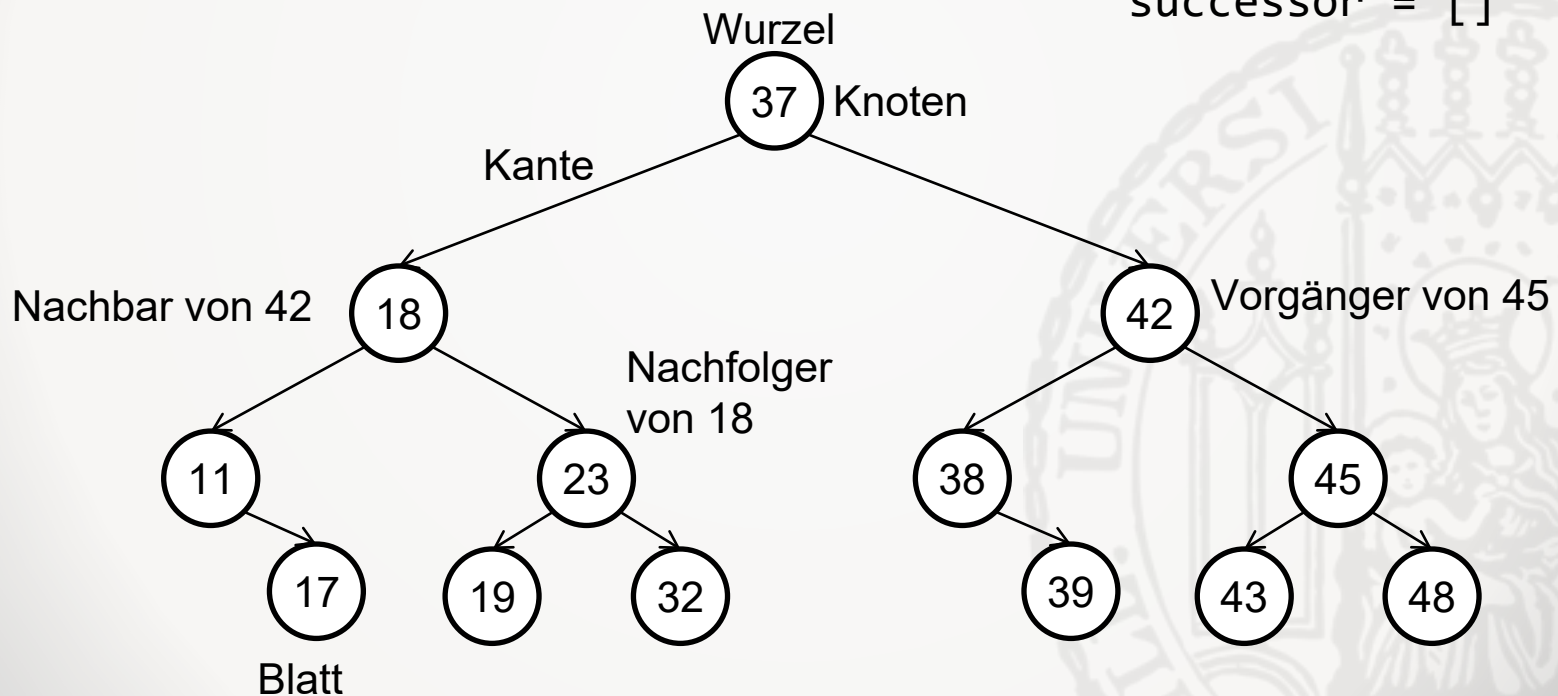 successor = []
Wurzel
37 Knoten
Kante
Nachbar von 42 18 42 Vorgänger von 45
Nachfolger
von 18
11 23 38 45
17 19 32 39 43 48
Blatt